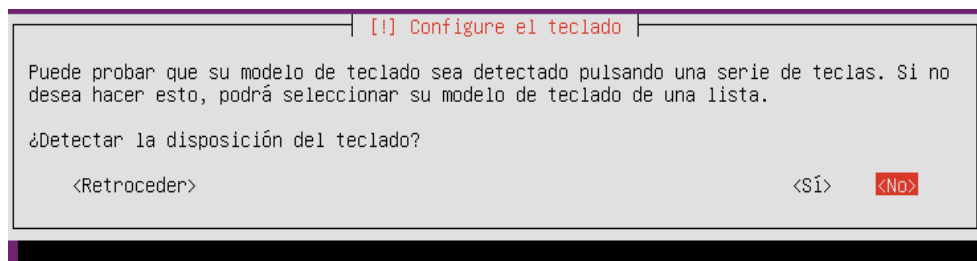 [!] Configure el teclado
Puede probar que su modelo de teclado sea detectado pulsando una serie de teclas. Si no
desea hacer esto, podrá seleccionar su modelo de teclado de una lista.
¿Detectar la disposición del teclado?
<Retroceder> <Sí> <No>